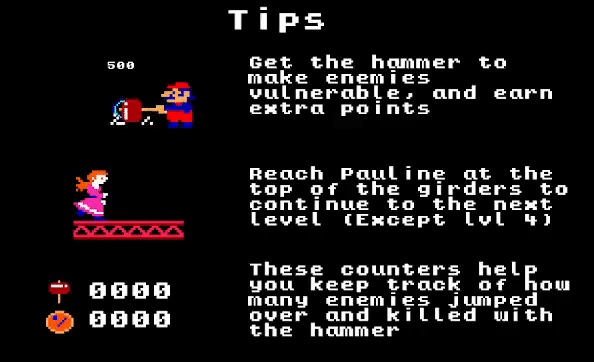 Tips
500
Get the hammer to
make enemies
vulnerable, and earn
extra points
Reach Pauline at the
top of the girders to
continue to the next
level (Except lvl 4)
These counters help
you keep track of how
many enemies jumped
over and killed with
the hammer
0000
0000